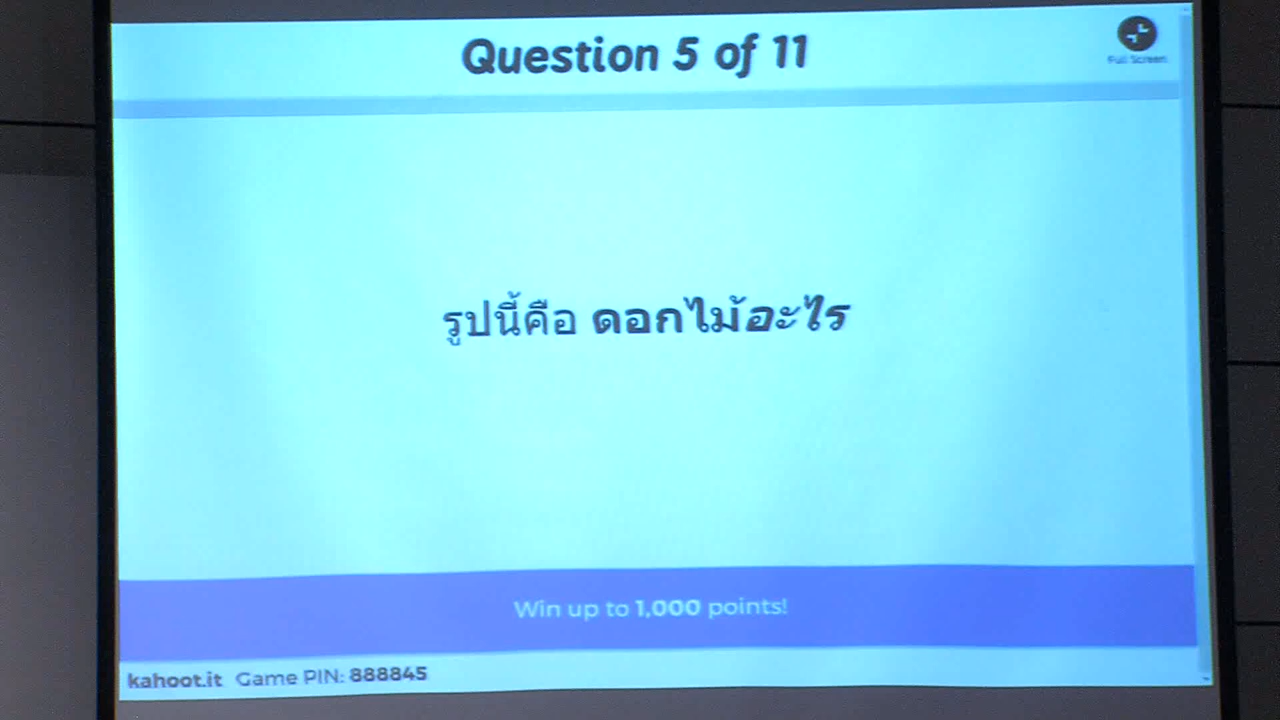 Question 5 of 11
Full Screen
รูปนี้คือ ดอกไม้อะไร
Win up to 1,000 points!
kahoot.it Game PIN: 888845